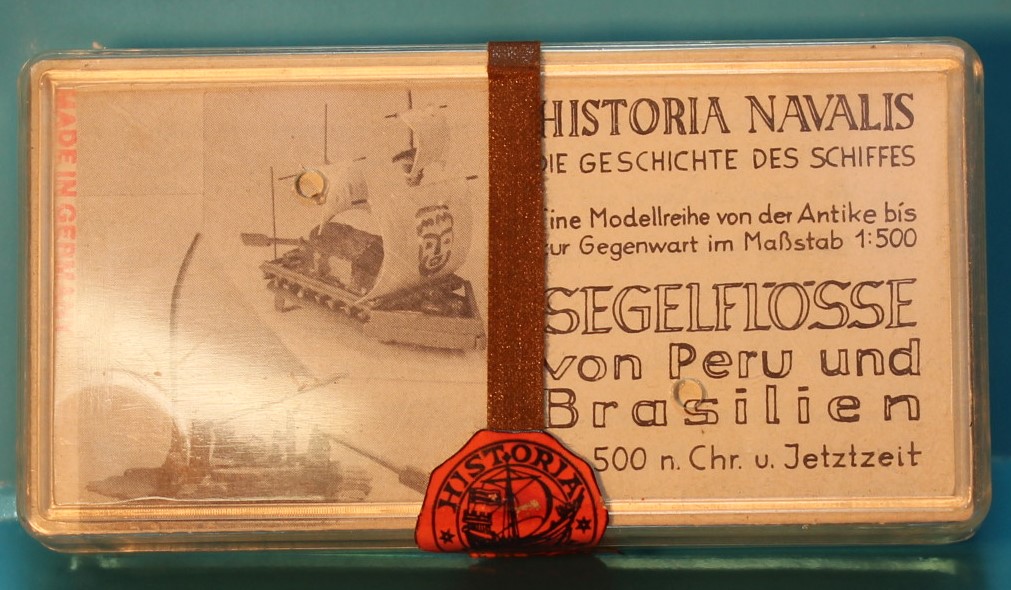 MADE IN GERMANY
HISTORIA NAVALIS
DIE GESCHICHTE DES SCHIFFES
Eine Modellreihe von der Antike bis
zur Gegenwart im Maßstab 1:500
SEGELFLÖSSE
von Peru und
Brasilien
500 n. Chr. u. Jetztzeit
HISTORIA